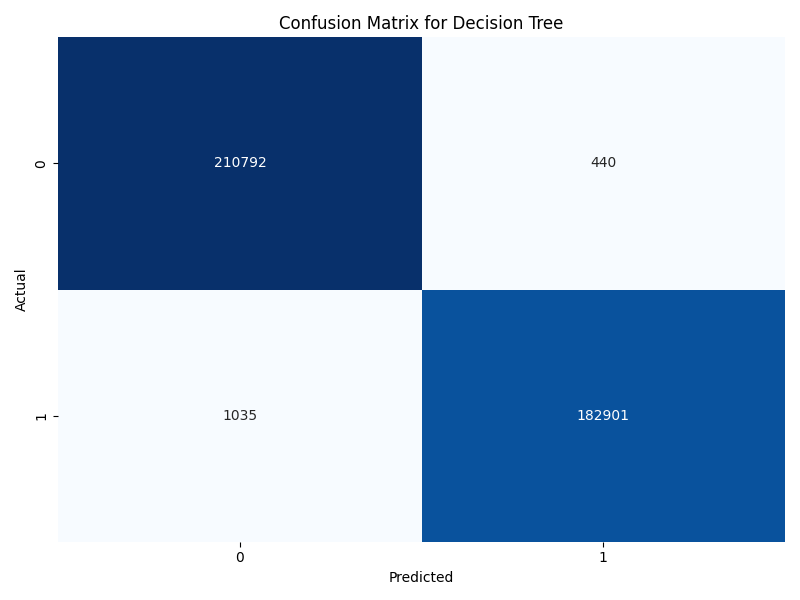 Confusion Matrix for Decision Tree
Actual
0
210792
440
1
1035
182901
0
1
Predicted